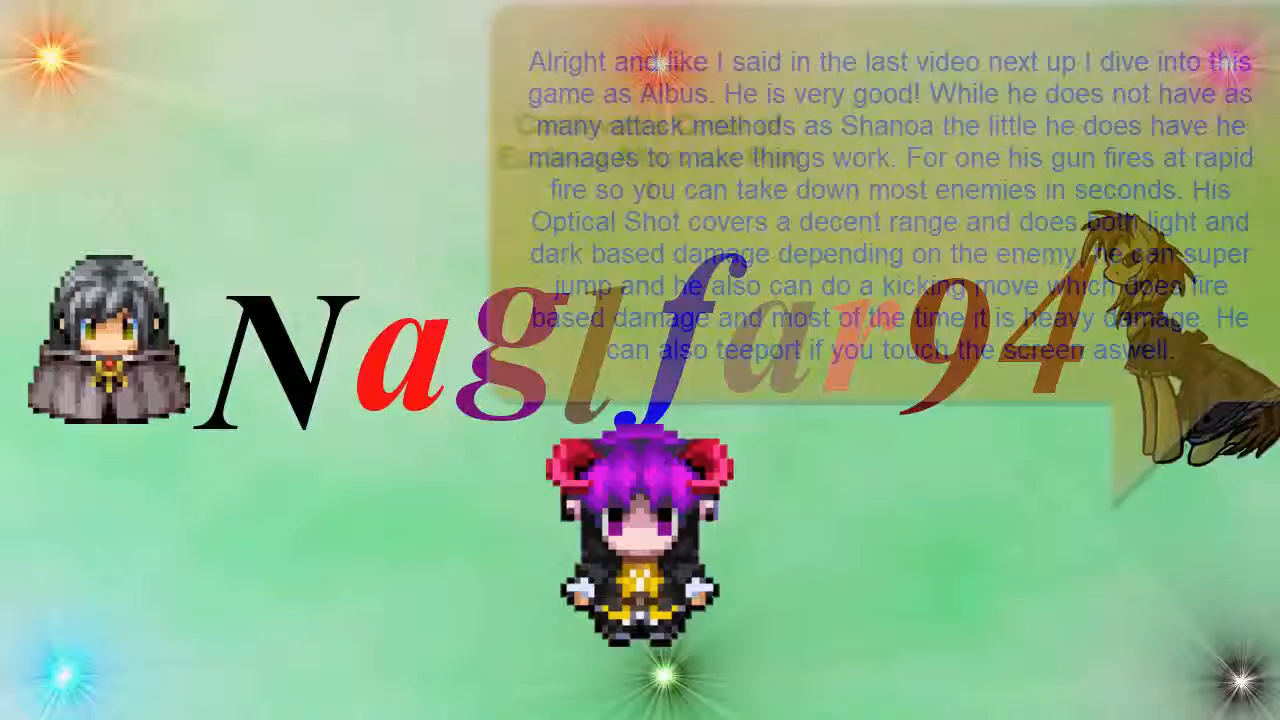 Alright and like I said in the last video next up I dive into this
game as Albus. He is very good! While he does not have as
many attack methods as Shanoa the little he does have he
manages to make things work. For one his gun fires at rapid
fire so you can take down most enemies in seconds. His
Optical Shot covers a decent range and does both light and
dark based damage depending on the enemy, he can super
jump and he also can do a kicking move which does fire
based damage and most of the time it is heavy damage. He
can also teeport if you touch the screen aswell.
Naglfar94